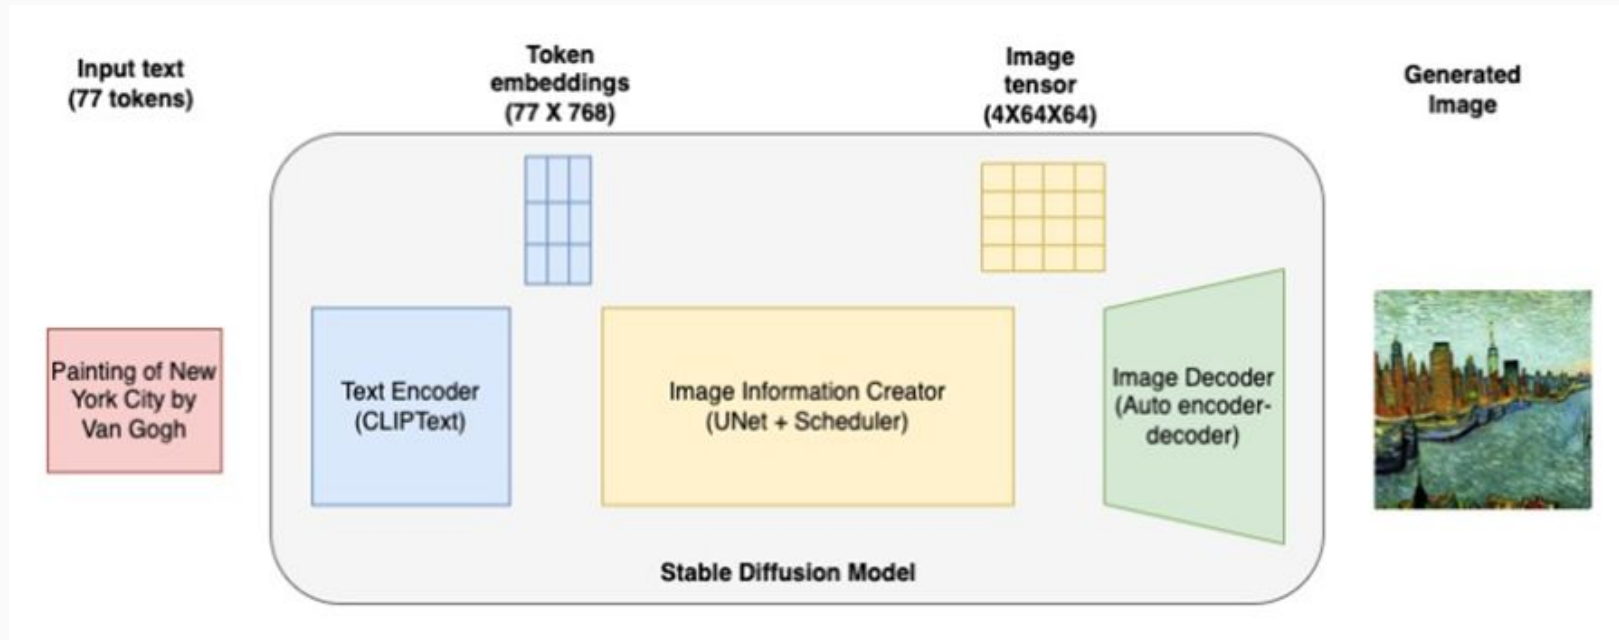 Input text
(77 tokens)
Token
embeddings
(77 X 768)
Image
tensor
(4X64X64)
Generated
Image
Painting of New
York City by
Van Gogh
Text Encoder
(CLIPText)
Image Information Creator
(UNet + Scheduler)
Image Decoder
(Auto encoder-
decoder)
Stable Diffusion Model